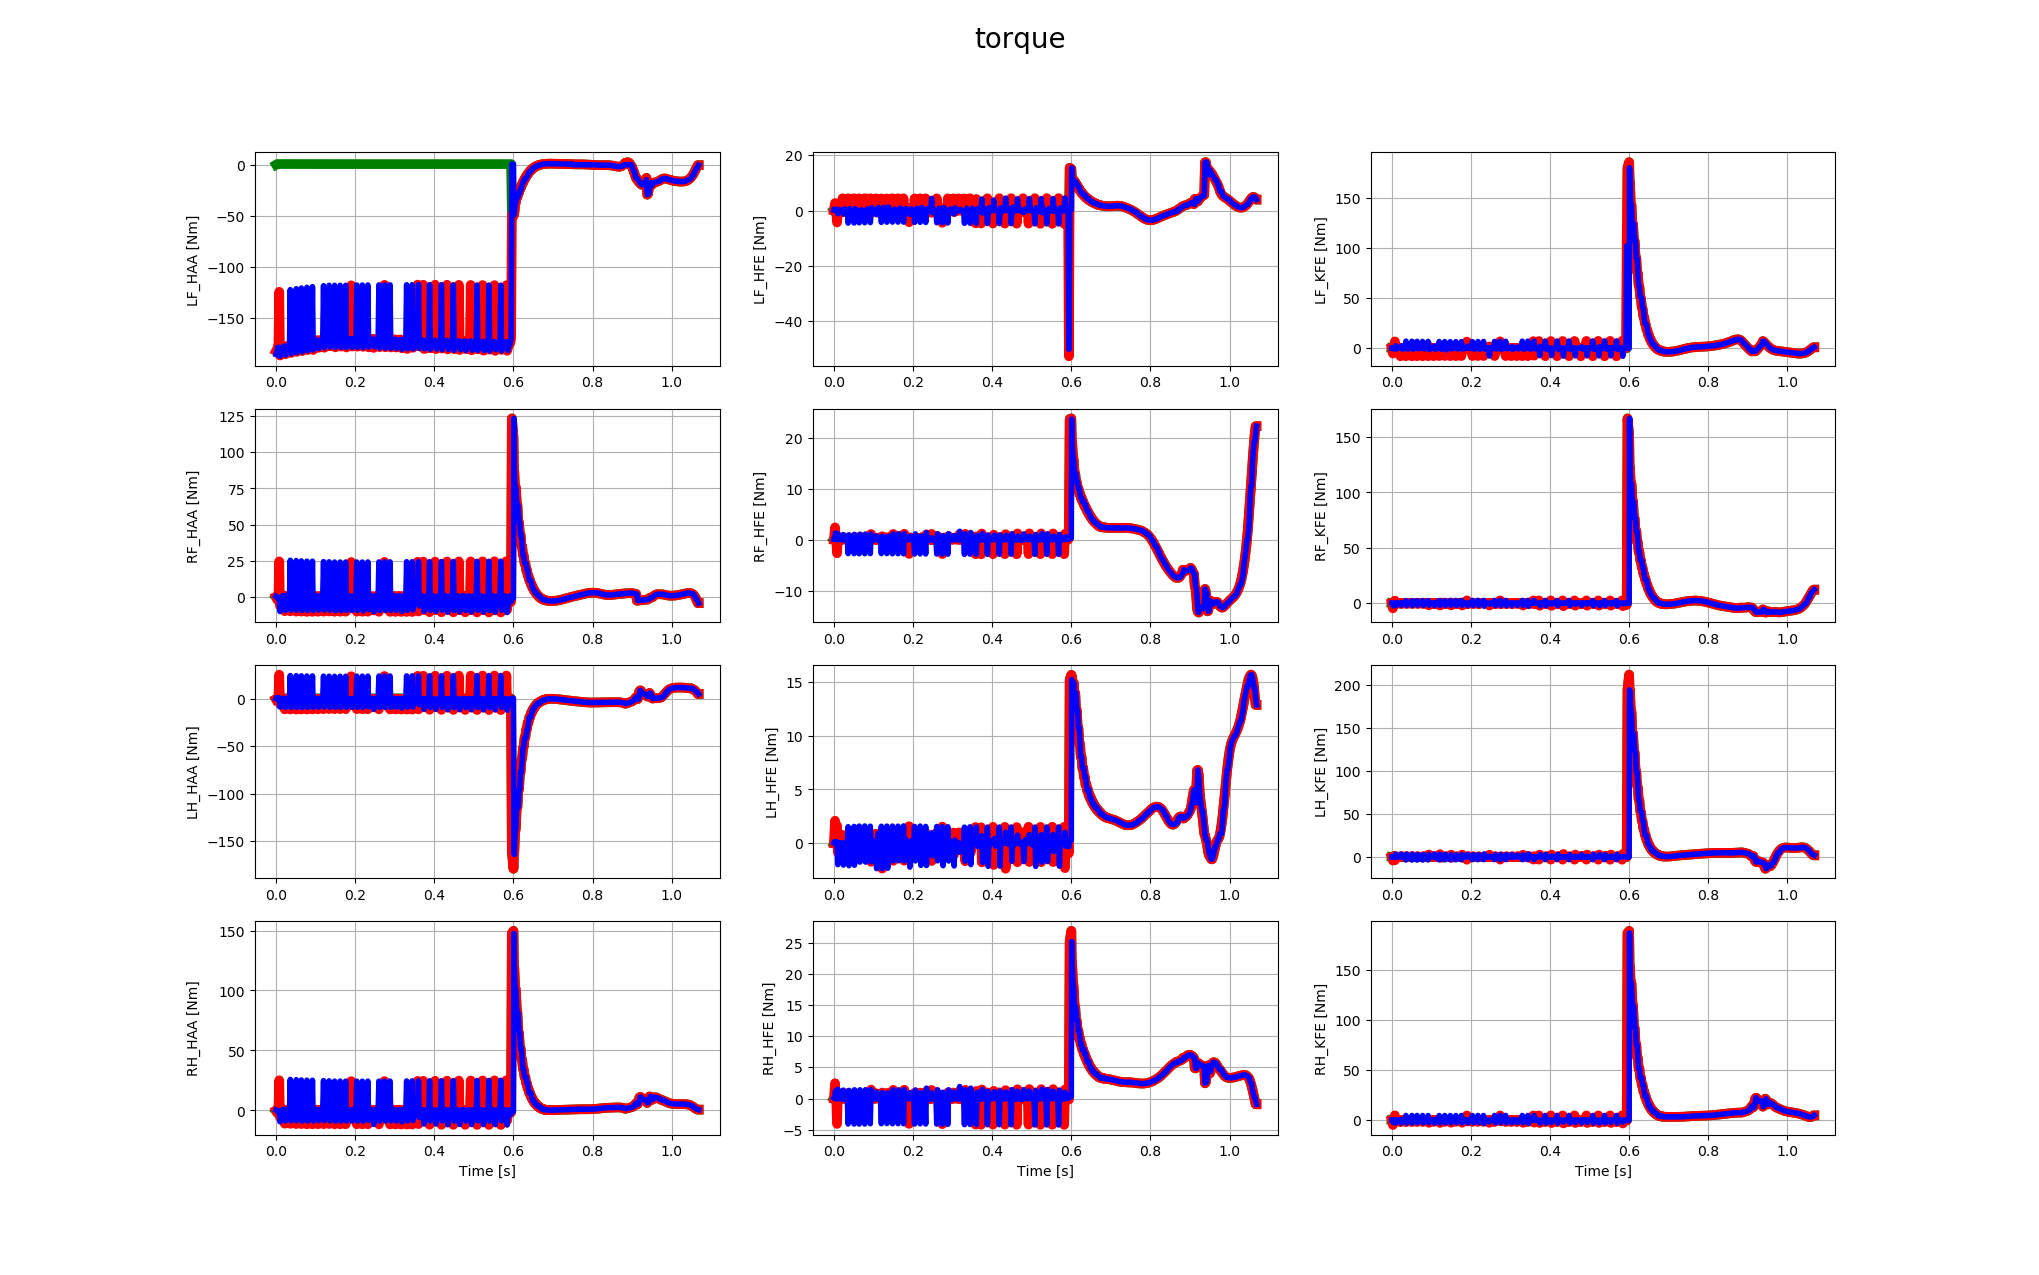 torque
LF_HAA [Nm]
0
−50
−100
−150
0.0 0.2 0.4 0.6 0.8 1.0
LF_HFE [Nm]
20
0
−20
−40
0.0 0.2 0.4 0.6 0.8 1.0
LF_KFE [Nm]
150
100
50
0
0.0 0.2 0.4 0.6 0.8 1.0
RF_HAA [Nm]
125
100
75
50
25
0
0.0 0.2 0.4 0.6 0.8 1.0
RF_HFE [Nm]
20
10
0
−10
0.0 0.2 0.4 0.6 0.8 1.0
RF_KFE [Nm]
150
100
50
0
0.0 0.2 0.4 0.6 0.8 1.0
LH_HAA [Nm]
0
−50
−100
−150
0.0 0.2 0.4 0.6 0.8 1.0
LH_HFE [Nm]
15
10
5
0
0.0 0.2 0.4 0.6 0.8 1.0
LH_KFE [Nm]
200
150
100
50
0
0.0 0.2 0.4 0.6 0.8 1.0
RH_HAA [Nm]
150
100
50
0
0.0 0.2 0.4 0.6 0.8 1.0
Time [s]
RH_HFE [Nm]
25
20
15
10
5
0
−5
0.0 0.2 0.4 0.6 0.8 1.0
Time [s]
RH_KFE [Nm]
150
100
50
0
0.0 0.2 0.4 0.6 0.8 1.0
Time [s]